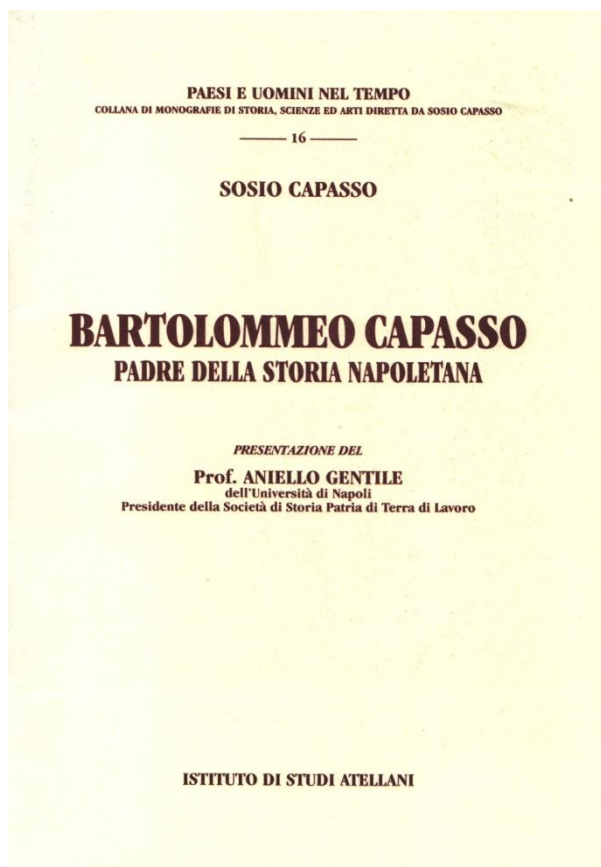 PAESI E UOMINI NEL TEMPO
COLLANA DI MONOGRAFIE DI STORIA, SCIENZE ED ARTI DIRETTA DA SOSIO CAPASSO
16
SOSIO CAPASSO
BARTOLOMMEO CAPASSO
PADRE DELLA STORIA NAPOLETANA
PRESENTAZIONE DEL
Prof. ANIELLO GENTILE
dell'Università di Napoli
Presidente della Società di Storia Patria di Terra di Lavoro
ISTITUTO DI STUDI ATELLANI